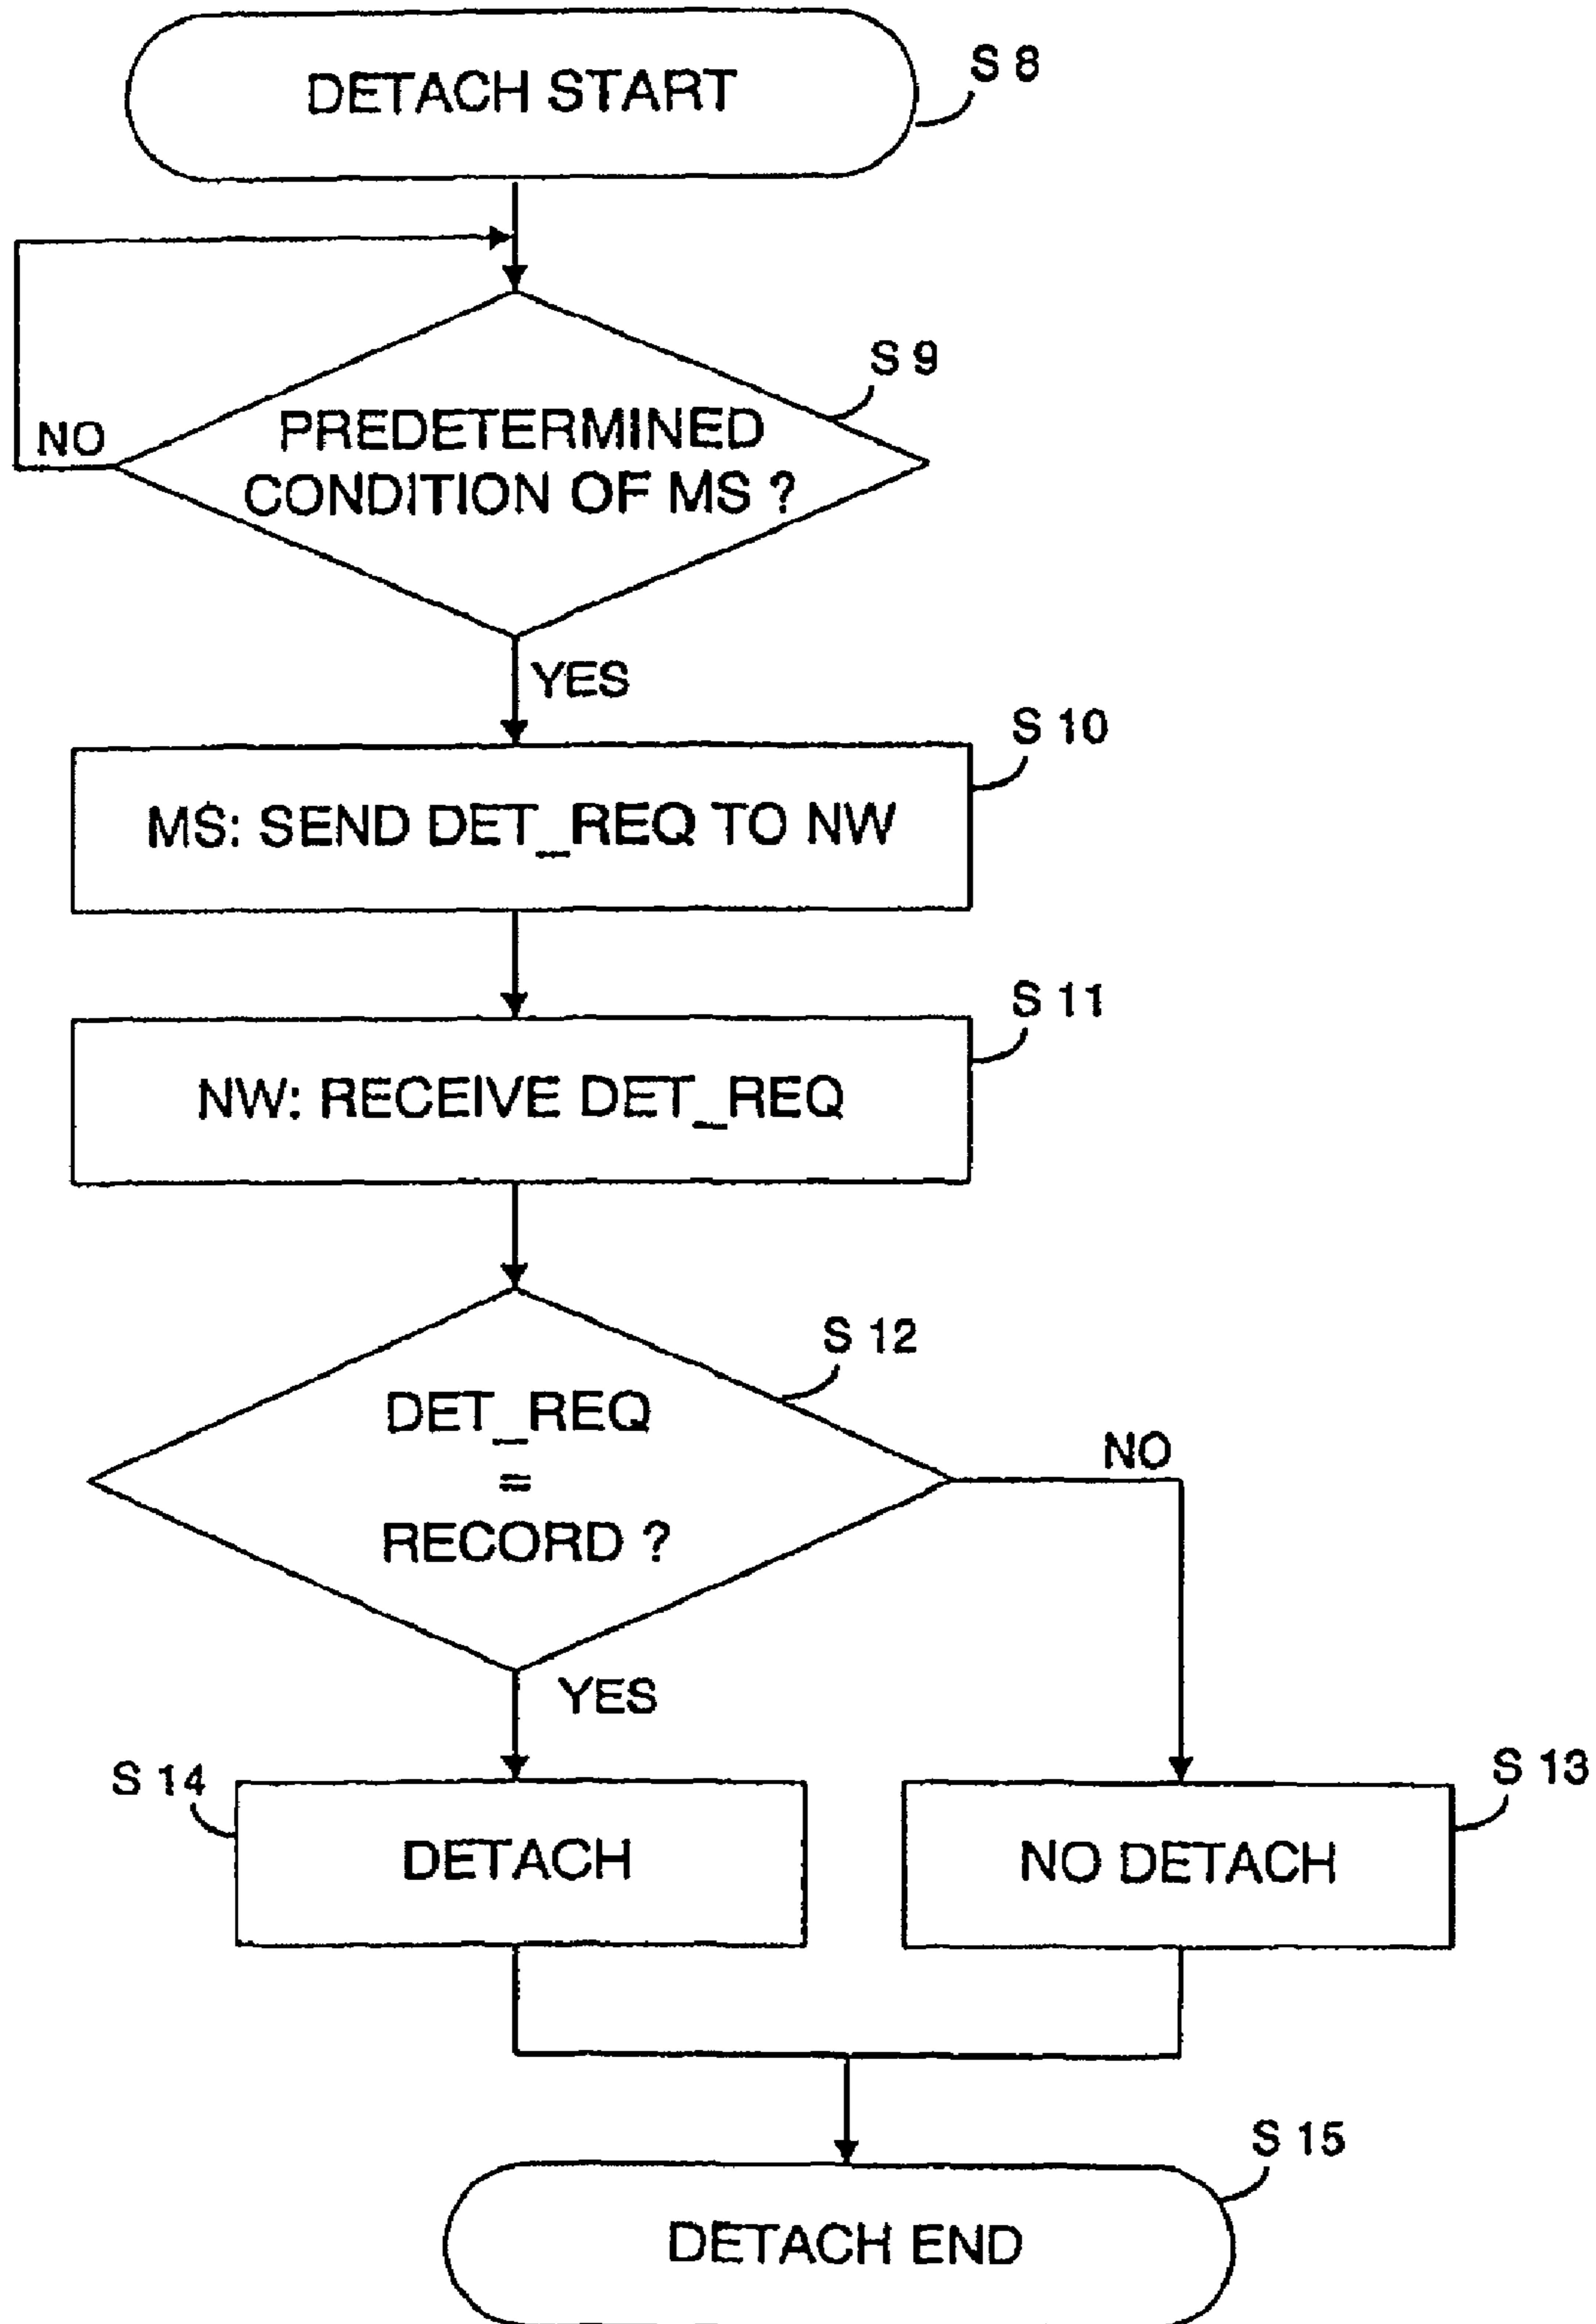 DETACH START
S 8
S 9
NO
PREDETERMINED
CONDITION OF MS ?
YES
S 10
MS: SEND DET_REQ TO NW
S 11
NW: RECEIVE DET_REQ
S 12
DET_REQ
=
RECORD ?
NO
YES
S 14
DETACH
S 13
NO DETACH
S 15
DETACH END